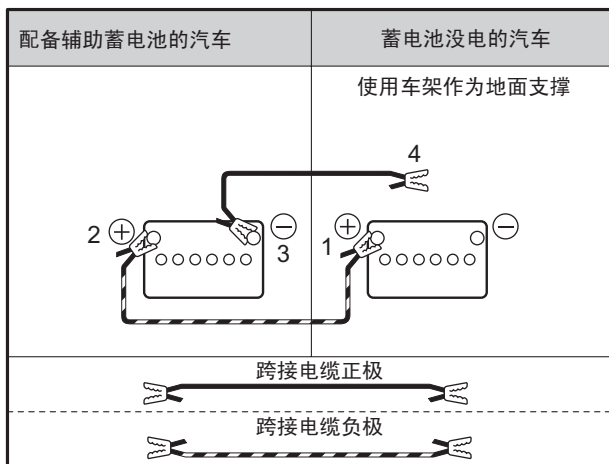 配备辅助蓄电池的汽车
蓄电池没电的汽车
使用车架作为地面支撑
4
2 + −
3
1 + −
跨接电缆正极
跨接电缆负极